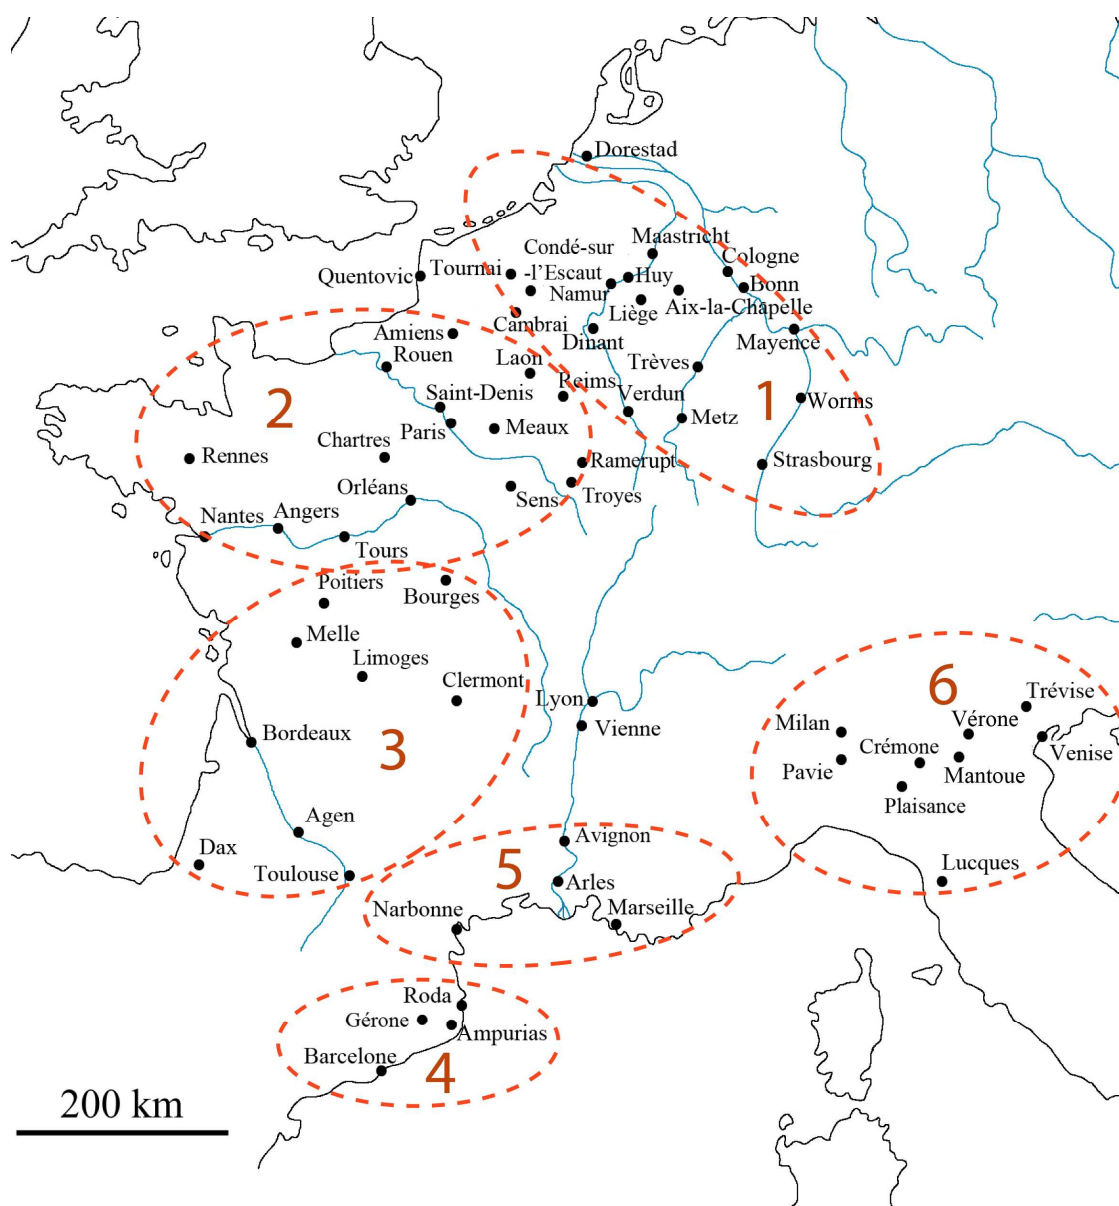 Dorestad
Maastricht
Condé-sur
-l’Escaut
Tournai
Quentovic
Cologne
Huy
Bonn
Namur
Liège
Aix-la-Chapelle
Cambrai
Dinant
Mayence
Amiens
Rouen
Laon
Trèves
Reims
Verdun
Saint-Denis
1
2
Worms
Metz
Paris
Meaux
Chartres
Rennes
Ramerupt
Strasbourg
Orléans
Sens
Troyes
Nantes
Angers
Tours
Poitiers
Bourges
Melle
Limoges
Clermont
Lyon
Vienne
6
Trévise
Milan
Vérone
Venise
Bordeaux
3
Crémone
Pavie
Mantoue
Plaisance
Agen
Avignon
Dax
Toulouse
5
Arles
Lucques
Narbonne
Marseille
Roda
Gérone
Ampurias
Barcelone
4
200 km